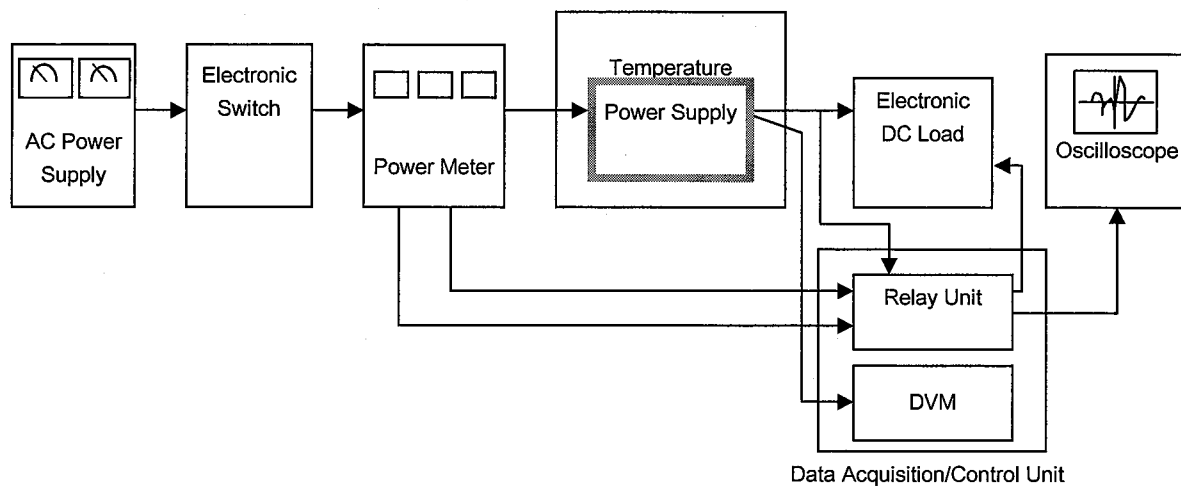 AC Power
Supply
Electronic
Switch
Power Meter
Temperature
Power Supply
Electronic
DC Load
Oscilloscope
Relay Unit
DVM
Data Acquisition/Control Unit